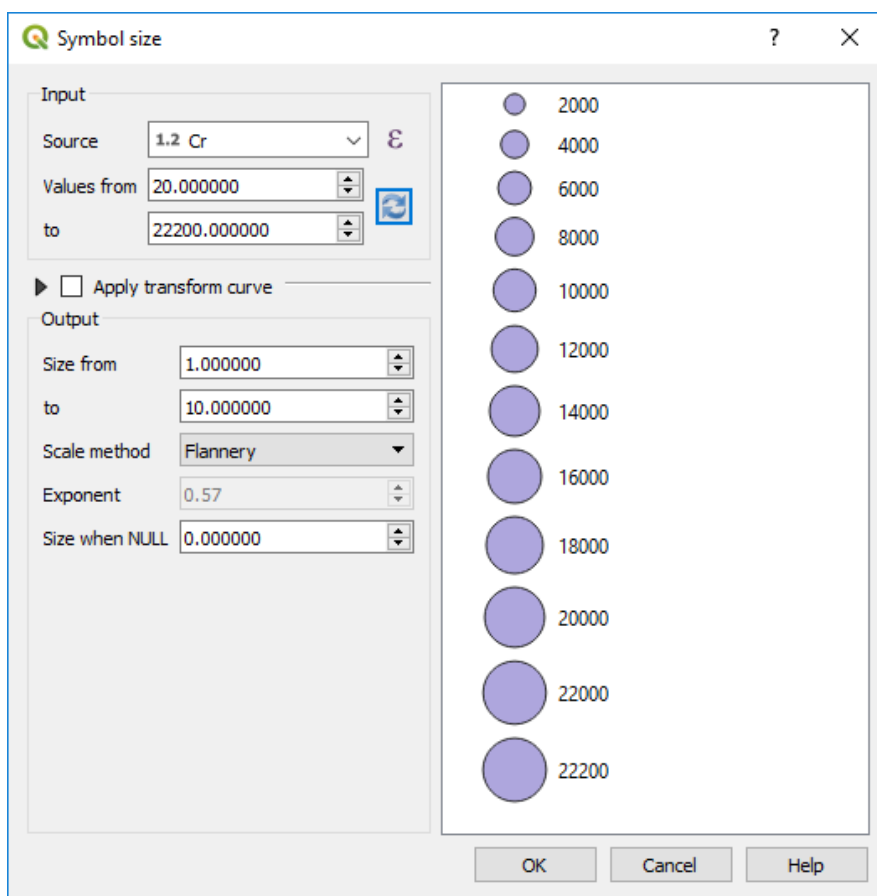 Symbol size
?
Input
Source 1.2 Cr ε
Values from 20.000000
to 22200.000000
Apply transform curve
Output
Size from 1.000000
to 10.000000
Scale method Flannery
Exponent 0.57
Size when NULL 0.000000
2000
4000
6000
8000
10000
12000
14000
16000
18000
20000
22000
22200
OK Cancel Help